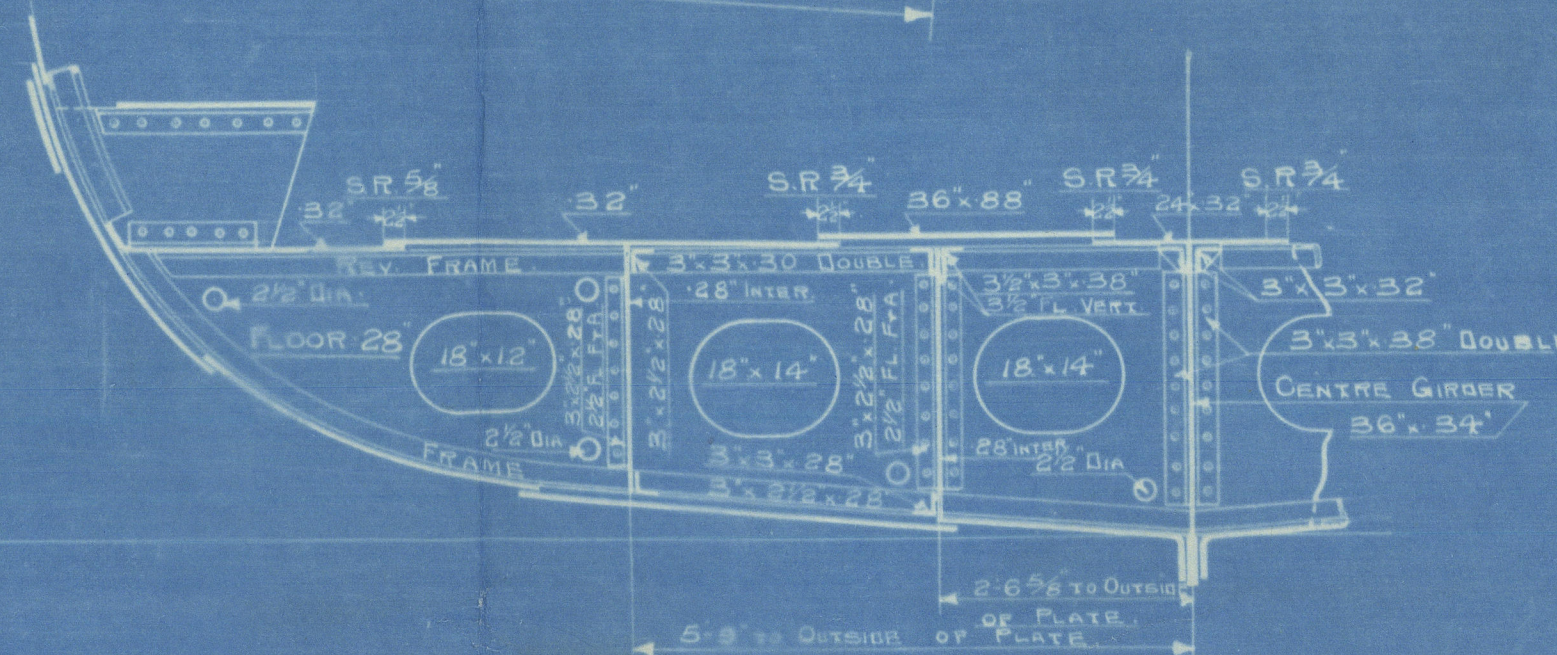 S.R. 5/8"
.32"
2½"
.32"
S.R 3/4"
2½"
36"×.88"
S.R 3/4"
2½"
24×.32"
S.R 3/4"
2½"
REV. FRAME.
2½" DIA.
FLOOR .28"
18"×12"
2½" DIA
FRAME
3"×2½"×.28"
2½" FL F&A
3"×2½"×.28"
3"×3"×.30 DOUBLE.
.28" INTER.
18"×14"
3"×2½"×.28"
2½" FL F&A
3"×3"×.28"
3"×2½"×.28"
3½"×3"×.38"
3½" FL. VERT.
18"×14"
.28" INTER
2½" DIA
3"×3"×.32"
3"×3"×.38" DOUBLE
CENTRE GIRDER
36"×.34"
2'-6 5/8" TO OUTSID
OF PLATE.
5'-9" TO OUTSIDE OF PLATE.